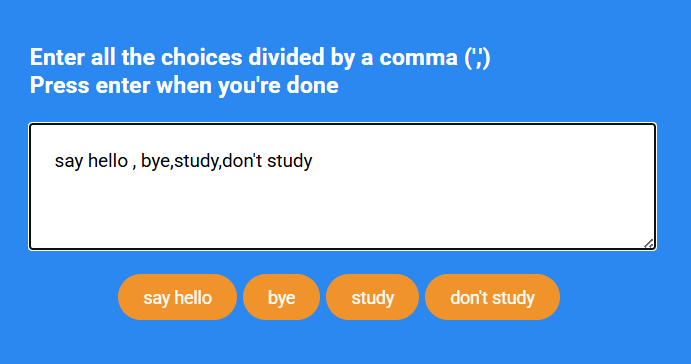 Enter all the choices divided by a comma (',')
Press enter when you're done
say hello , bye,study,don't study
say hello bye study don't study